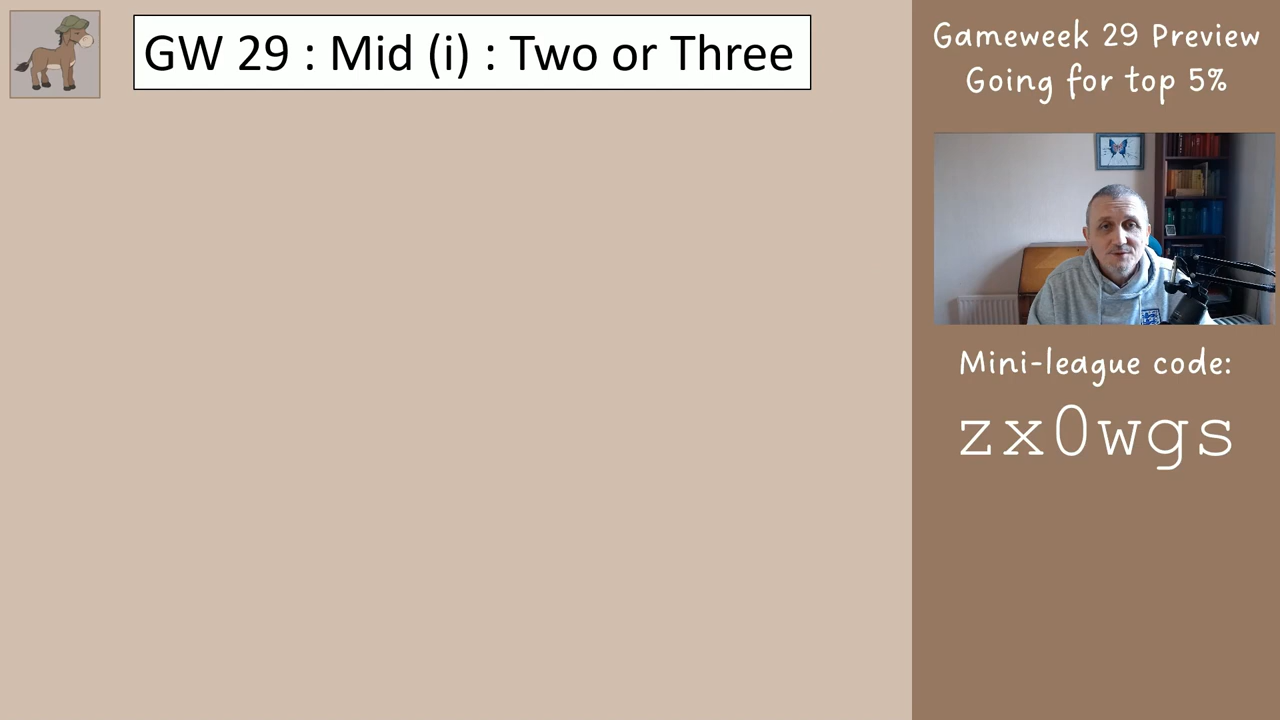 GW 29 : Mid (i) : Two or Three
Gameweek 29 Preview
Going for top 5%
Mini-league code:
zx0wgs